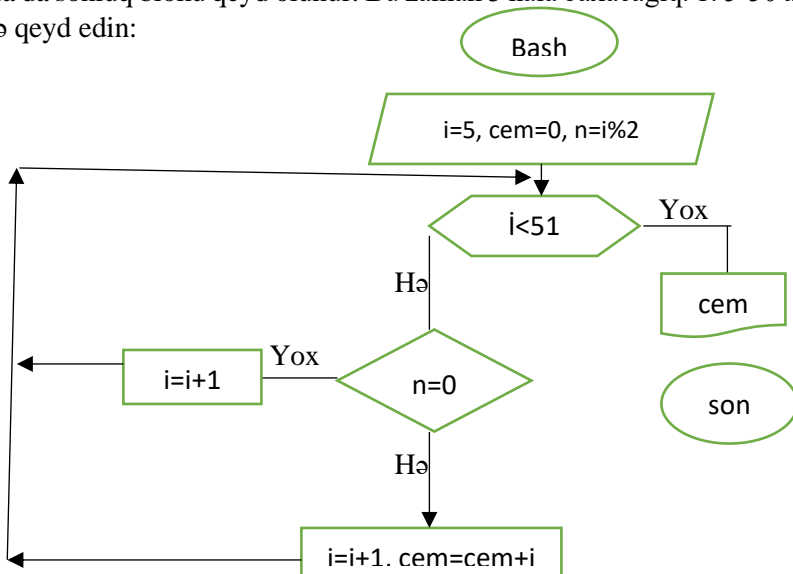 ə qeyd edin:
Bash
i=5, cem=0, n=i%2
İ<51
Yox
Hə
cem
Yox
i=i+1
n=0
son
Hə
i=i+1, cem=cem+i